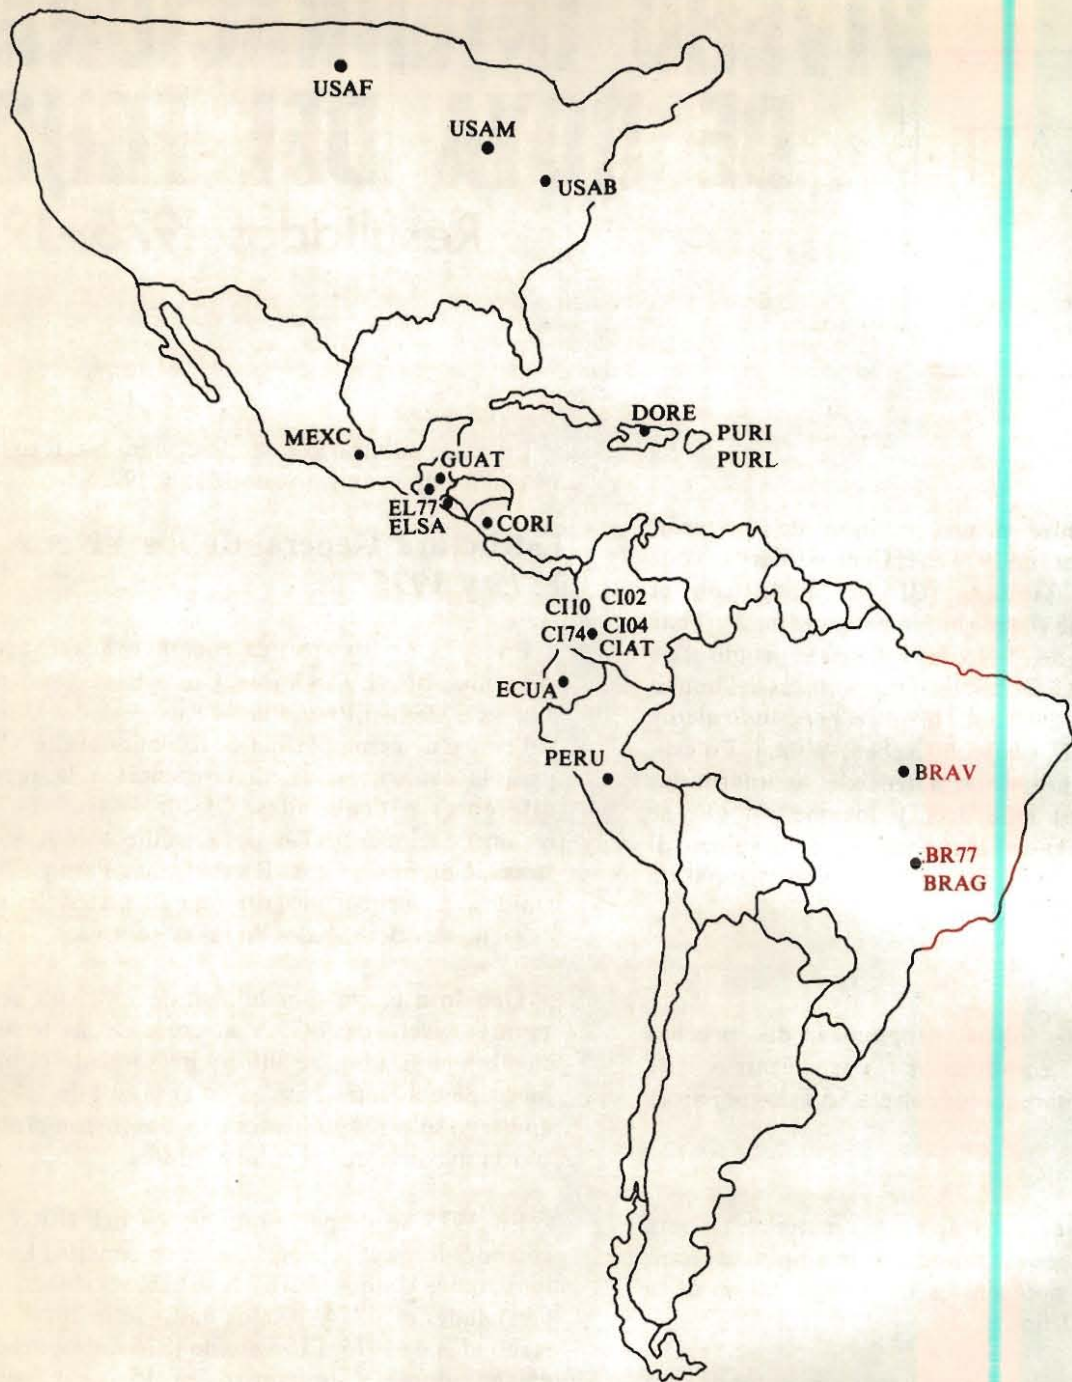 USAF
USAM
USAB
DORE
PURI
PURL
MEXC
GUAT
EL77
ELSA
CORI
CI10 CI02
CI74 CI04
CIAT
ECUA
PERU
BRAV
BR77
BRAG